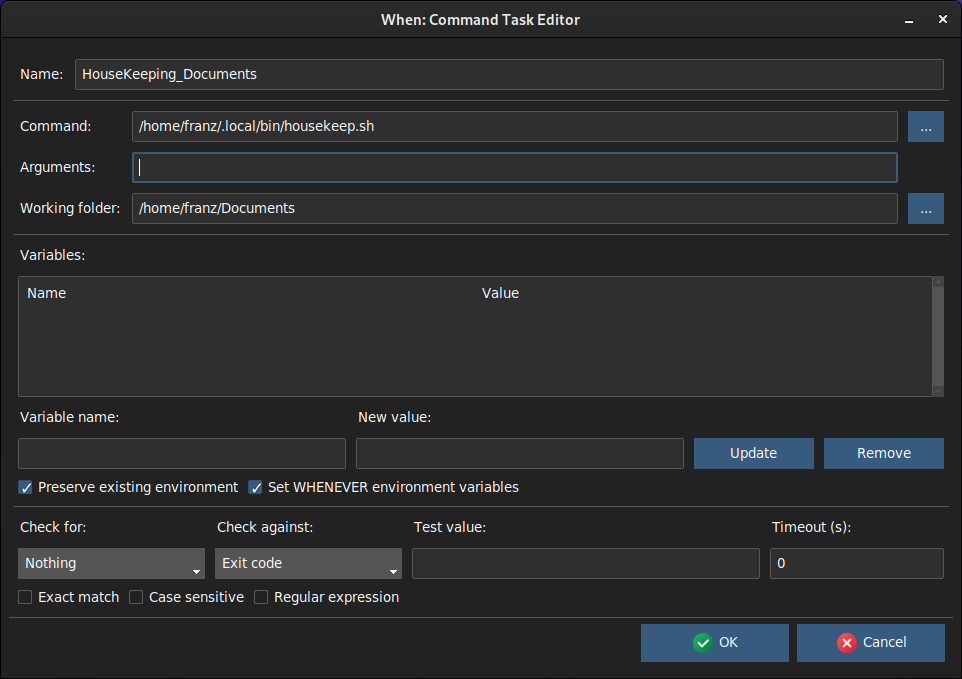 When: Command Task Editor
Name: HouseKeeping_Documents
Command: /home/franz/.local/bin/housekeep.sh ...
Arguments:
Working folder: /home/franz/Documents ...
Variables:
Name Value
Variable name: New value:
Update Remove
Preserve existing environment Set WHENEVER environment variables
Check for: Check against: Test value: Timeout (s):
Nothing Exit code 0
Exact match Case sensitive Regular expression
OK Cancel